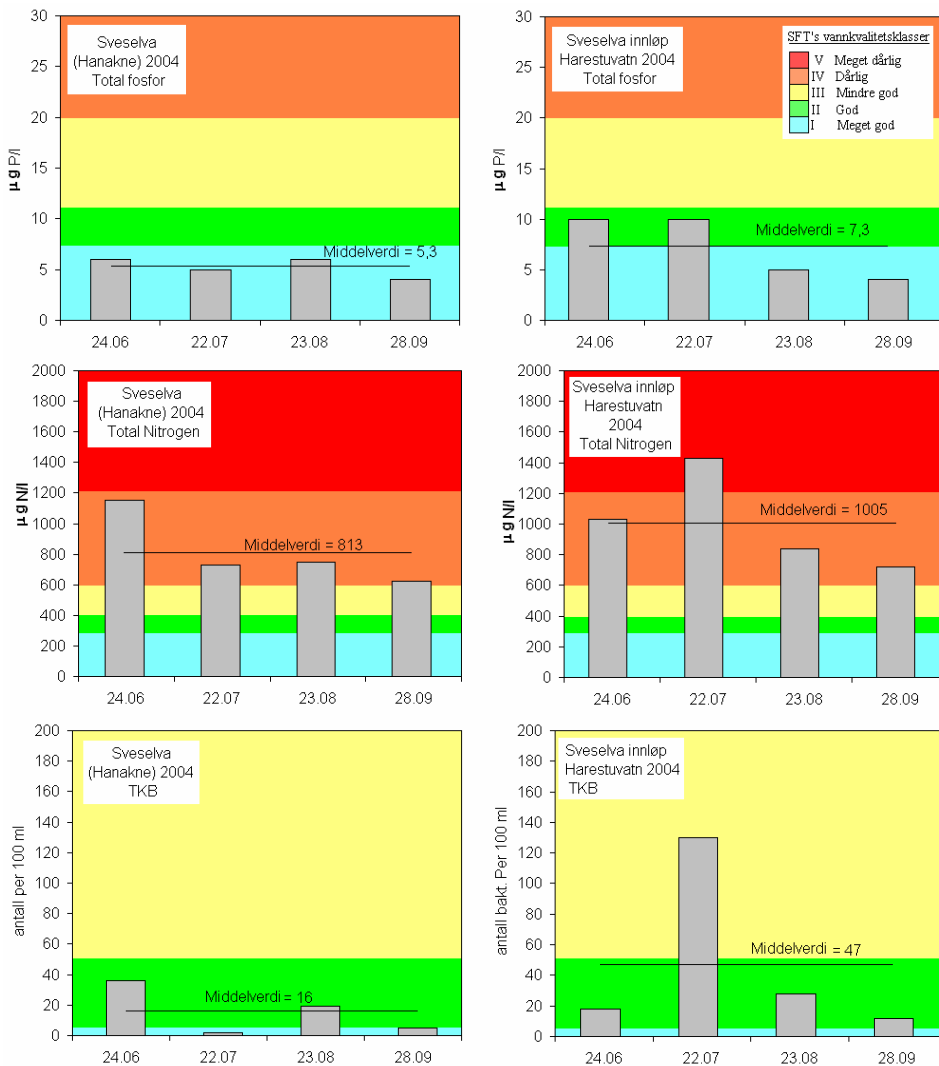 30
25
20
15
10
5
0
µg P/l
Sveselva
(Hanakne) 2004
Total fosfor
Middelverdi = 5,3
24.06 22.07 23.08 28.09
30
25
20
15
10
5
0
µg P/l
Sveselva innløp
Harestuvatn 2004
Total fosfor
SFT's vannkvalitetsklasser
V Meget dårlig
IV Dårlig
III Mindre god
II God
I Meget god
Middelverdi = 7,3
24.06 22.07 23.08 28.09
2000
1800
1600
1400
1200
1000
800
600
400
200
0
µgN/l
Sveselva
(Hanakne) 2004
Total Nitrogen
Middelverdi = 813
24.06 22.07 23.08 28.09
2000
1800
1600
1400
1200
1000
800
600
400
200
0
µgN/l
Sveselva innløp
Harestuvatn
2004
Total Nitrogen
Middelverdi = 1005
24.06 22.07 23.08 28.09
200
180
160
140
120
100
80
60
40
20
0
antall per 100 ml
Sveselva
(Hanakne) 2004
TKB
Middelverdi = 16
24.06 22.07 23.08 28.09
200
180
160
140
120
100
80
60
40
20
0
antall bakt. Per 100 ml
Sveselva innløp
Harestuvatn 2004
TKB
Middelverdi = 47
24.06 22.07 23.08 28.09